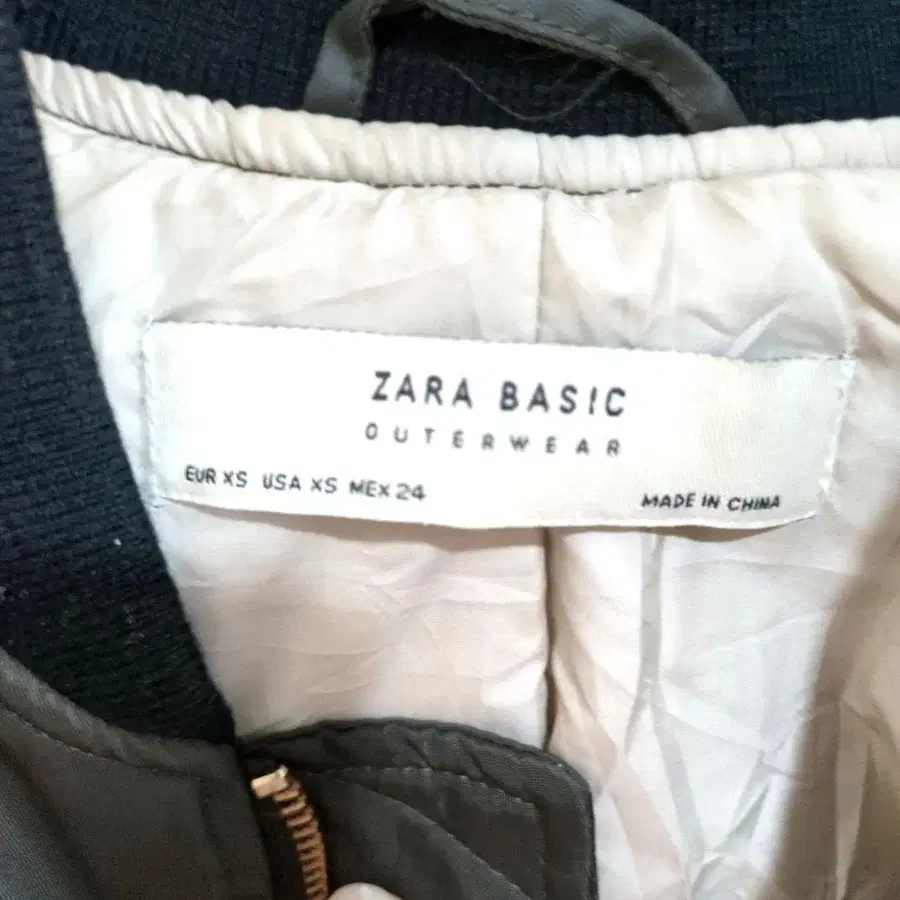 ZARA BASIC
OUTERWEAR
EUR XS USA XS MEX 24
MADE IN CHINA